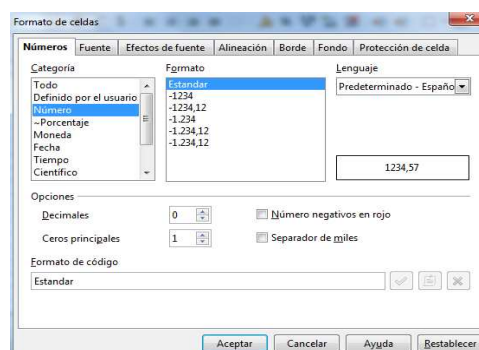 Formato de celdas
Números Fuente Efectos de fuente Alineación Borde Fondo Protección de celda
Categoría
Todo
Definido por el usuario
Número
~Porcentaje
Moneda
Fecha
Tiempo
Científico
Formato
Estandar
-1234
-1234,12
-1.234
-1.234,12
-1.234,12
Lenguaje
Predeterminado - Españo
1234,57
Opciones
Decimales 0 Número negativos en rojo
Ceros principales 1 Separador de miles
Formato de código
Estandar
Aceptar Cancelar Ayuda Restablecer